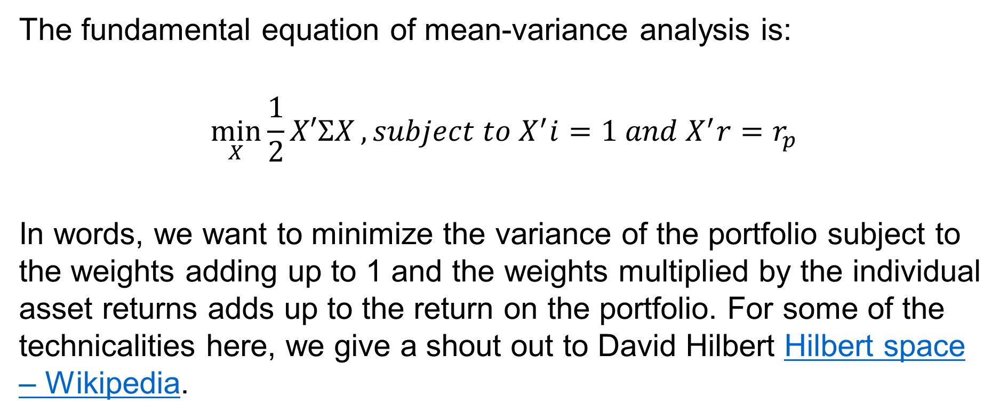 The fundamental equation of mean-variance analysis is:
min_X 1/2 X′ΣX , subject to X′i = 1 and X′r = r_p
In words, we want to minimize the variance of the portfolio subject to
the weights adding up to 1 and the weights multiplied by the individual
asset returns adds up to the return on the portfolio. For some of the
technicalities here, we give a shout out to David Hilbert Hilbert space
– Wikipedia.